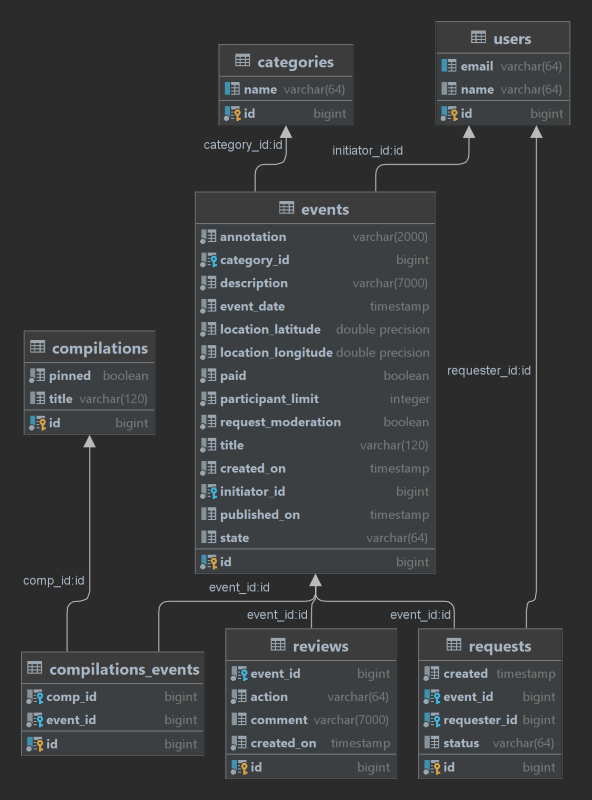 categories
name varchar(64)
id bigint
users
email varchar(64)
name varchar(64)
id bigint
category_id:id
initiator_id:id
events
annotation varchar(2000)
category_id bigint
description varchar(7000)
event_date timestamp
location_latitude double precision
location_longitude double precision
paid boolean
participant_limit integer
request_moderation boolean
title varchar(120)
created_on timestamp
initiator_id bigint
published_on timestamp
state varchar(64)
id bigint
compilations
pinned boolean
title varchar(120)
id bigint
requester_id:id
comp_id:id
event_id:id
event_id:id
event_id:id
compilations_events
comp_id bigint
event_id bigint
id bigint
reviews
event_id bigint
action varchar(64)
comment varchar(7000)
created_on timestamp
id bigint
requests
created timestamp
event_id bigint
requester_id bigint
status varchar(64)
id bigint